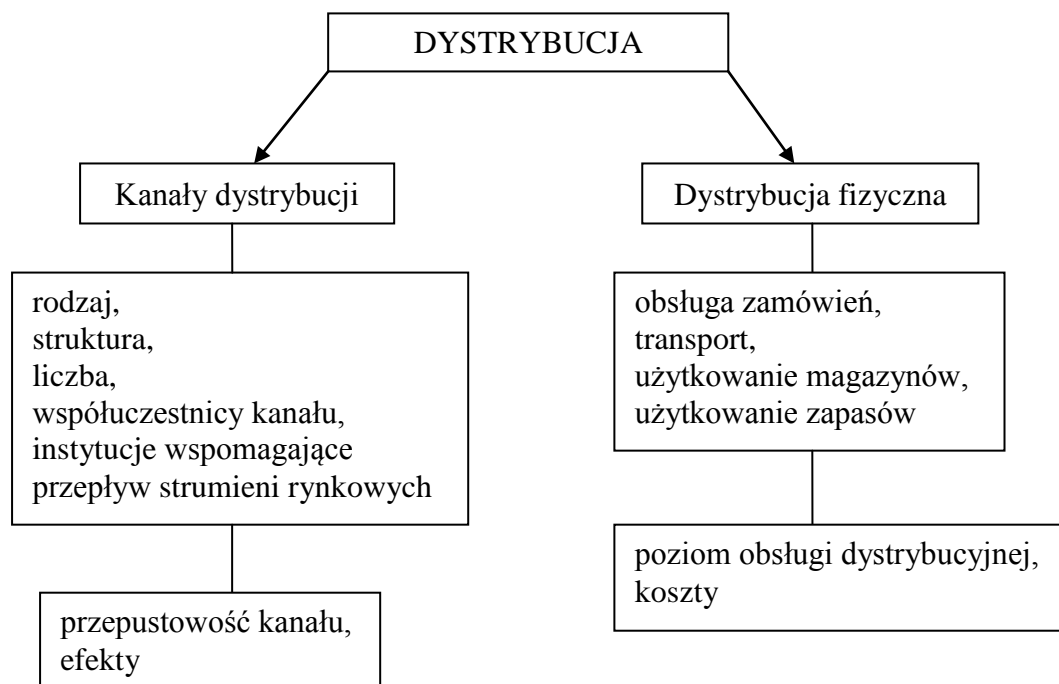 DYSTRYBUCJA
Kanały dystrybucji
rodzaj,
struktura,
liczba,
współuczestnicy kanału,
instytucje wspomagające
przepływ strumieni rynkowych
przepustowość kanału,
efekty
Dystrybucja fizyczna
obsługa zamówień,
transport,
użytkowanie magazynów,
użytkowanie zapasów
poziom obsługi dystrybucyjnej,
koszty